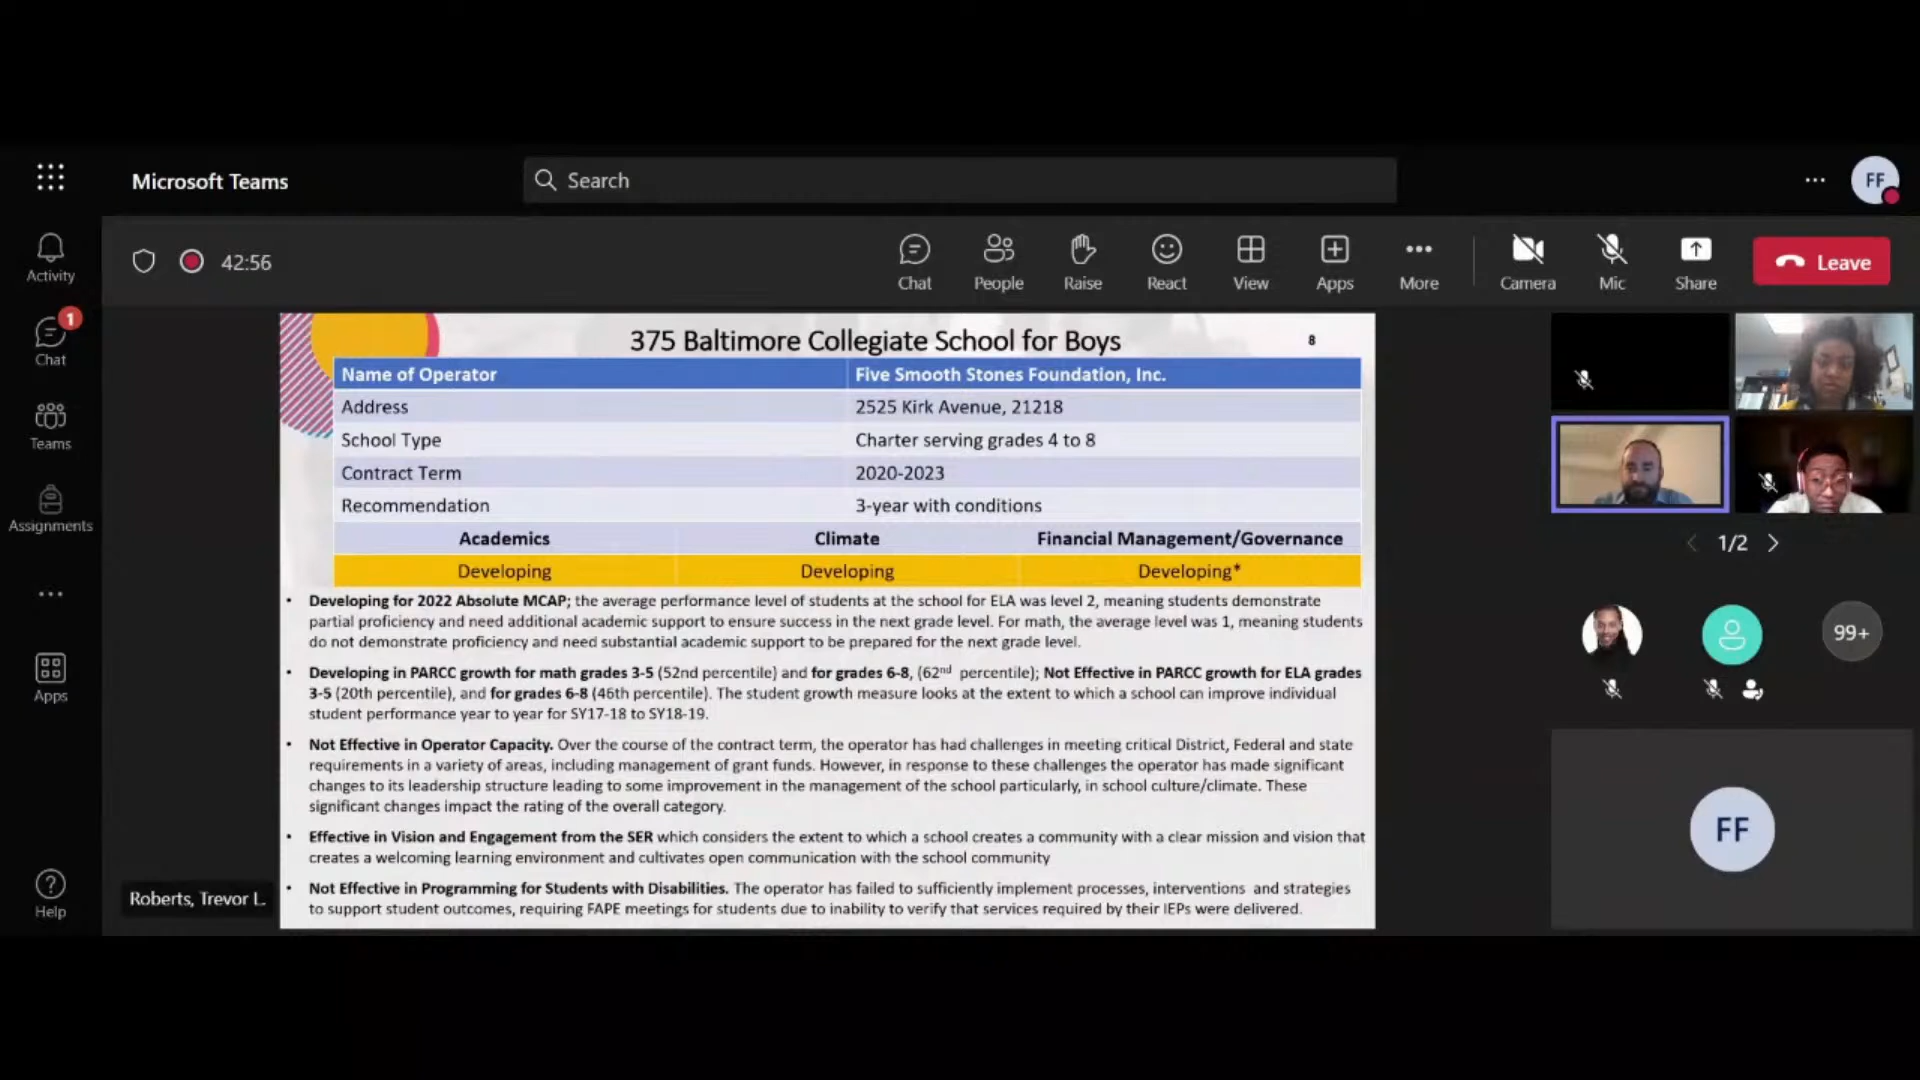 Microsoft Teams
Search
FF
Activity
Chat
1
Teams
Assignments
Apps
Help
42:56
Chat
People
Raise
React
View
Apps
More
Camera
Mic
Share
Leave
375 Baltimore Collegiate School for Boys
8
Name of Operator Five Smooth Stones Foundation, Inc.
Address 2525 Kirk Avenue, 21218
School Type Charter serving grades 4 to 8
Contract Term 2020-2023
Recommendation 3-year with conditions
Academics Climate Financial Management/Governance
Developing Developing Developing*
• Developing for 2022 Absolute MCAP; the average performance level of students at the school for ELA was level 2, meaning students demonstrate
partial proficiency and need additional academic support to ensure success in the next grade level. For math, the average level was 1, meaning students
do not demonstrate proficiency and need substantial academic support to be prepared for the next grade level.
• Developing in PARCC growth for math grades 3-5 (52nd percentile) and for grades 6-8, (62nd percentile); Not Effective in PARCC growth for ELA grades
3-5 (20th percentile), and for grades 6-8 (46th percentile). The student growth measure looks at the extent to which a school can improve individual
student performance year to year for SY17-18 to SY18-19.
• Not Effective in Operator Capacity. Over the course of the contract term, the operator has had challenges in meeting critical District, Federal and state
requirements in a variety of areas, including management of grant funds. However, in response to these challenges the operator has made significant
changes to its leadership structure leading to some improvement in the management of the school particularly, in school culture/climate. These
significant changes impact the rating of the overall category.
• Effective in Vision and Engagement from the SER which considers the extent to which a school creates a community with a clear mission and vision that
creates a welcoming learning environment and cultivates open communication with the school community
• Not Effective in Programming for Students with Disabilities. The operator has failed to sufficiently implement processes, interventions and strategies
to support student outcomes, requiring FAPE meetings for students due to inability to verify that services required by their IEPs were delivered.
Roberts, Trevor L.
1/2
99+
FF